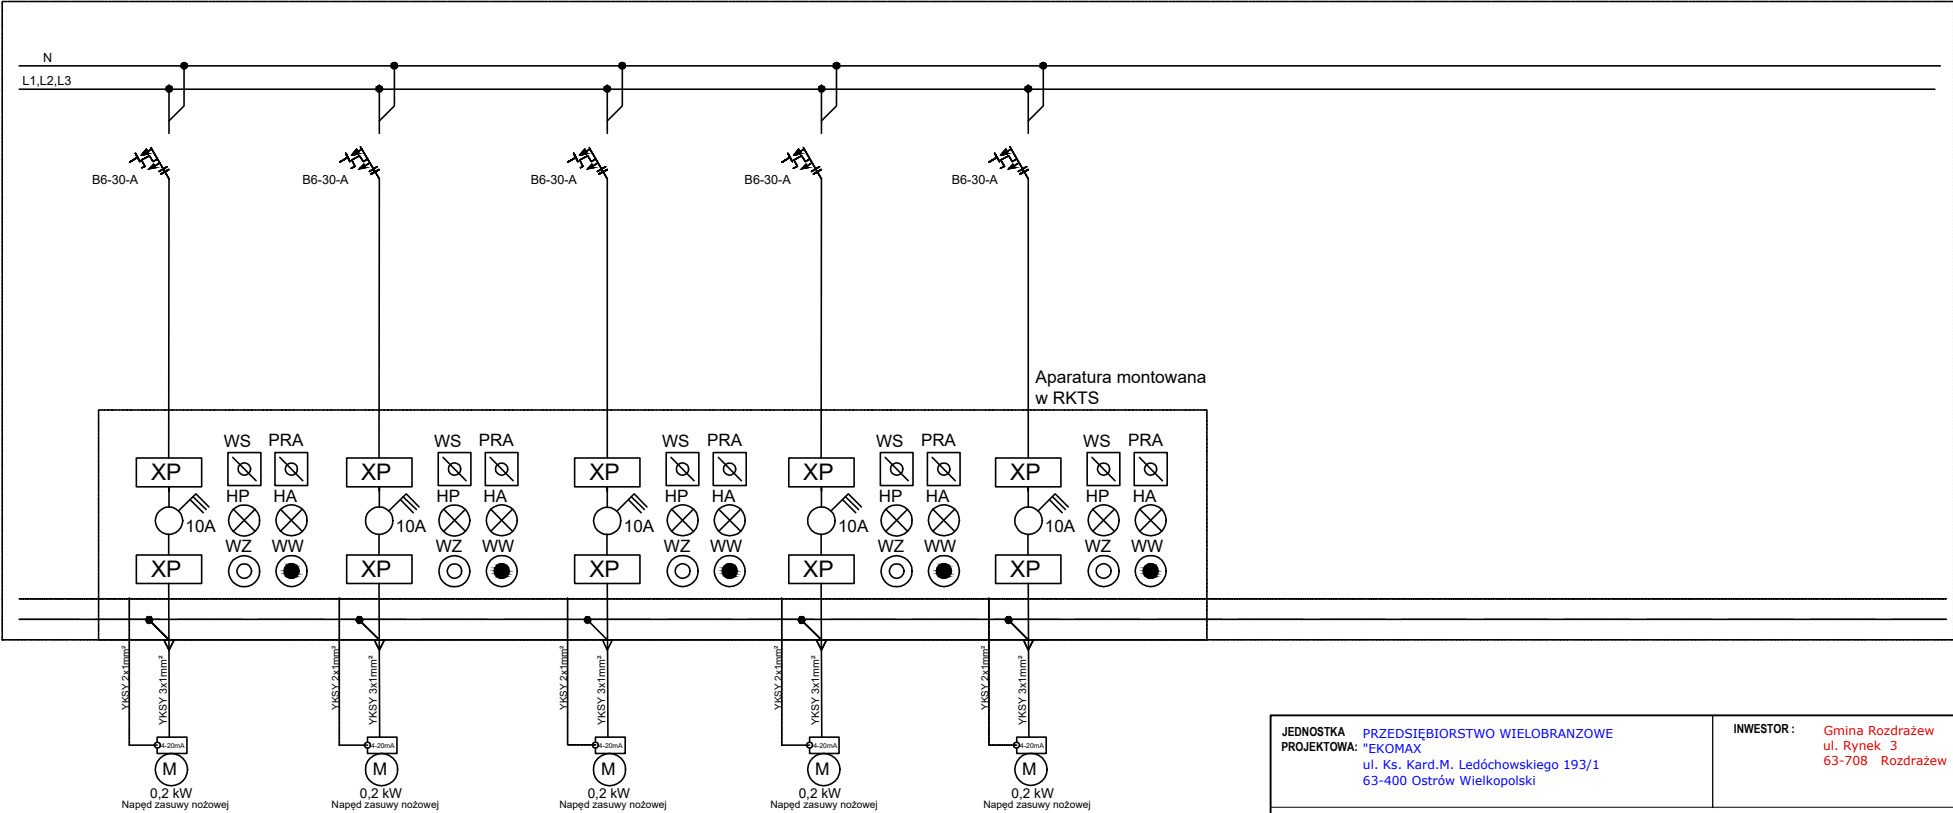 N
L1,L2,L3
B6-30-A B6-30-A B6-30-A B6-30-A B6-30-A
Aparatura montowana
w RKTS
WS PRA WS PRA WS PRA WS PRA WS PRA
XP XP XP XP XP
HP HA HP HA HP HA HP HA HP HA
10A 10A 10A 10A 10A
WZ WW WZ WW WZ WW WZ WW WZ WW
XP XP XP XP XP
YKSY 2x1mm² YKSY 3x1mm² YKSY 2x1mm² YKSY 3x1mm² YKSY 2x1mm² YKSY 3x1mm² YKSY 2x1mm² YKSY 3x1mm² YKSY 2x1mm² YKSY 3x1mm²
4-20mA 4-20mA 4-20mA 4-20mA 4-20mA
M M M M M
0,2 kW 0,2 kW 0,2 kW 0,2 kW 0,2 kW
Napęd zasuwy nożowej Napęd zasuwy nożowej Napęd zasuwy nożowej Napęd zasuwy nożowej Napęd zasuwy nożowej
JEDNOSTKA
PROJEKTOWA:
PRZEDSIĘBIORSTWO WIELOBRANZOWE
"EKOMAX
ul. Ks. Kard.M. Ledóchowskiego 193/1
63-400 Ostrów Wielkopolski
INWESTOR :
Gmina Rozdrażew
ul. Rynek 3
63-708 Rozdrażew